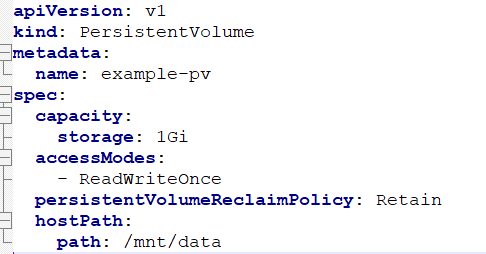 apiVersion: v1
kind: PersistentVolume
metadata:
  name: example-pv
spec:
  capacity:
    storage: 1Gi
  accessModes:
    - ReadWriteOnce
  persistentVolumeReclaimPolicy: Retain
  hostPath:
    path: /mnt/data